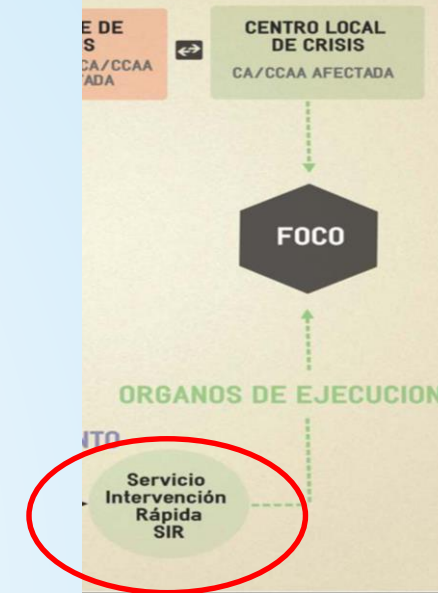 E DE
S
CA/CCAA
ADA
CENTRO LOCAL
DE CRISIS
CA/CCAA AFECTADA
FOCO
ORGANOS DE EJECUCION
NTO
Servicio
Intervención
Rápida
SIR